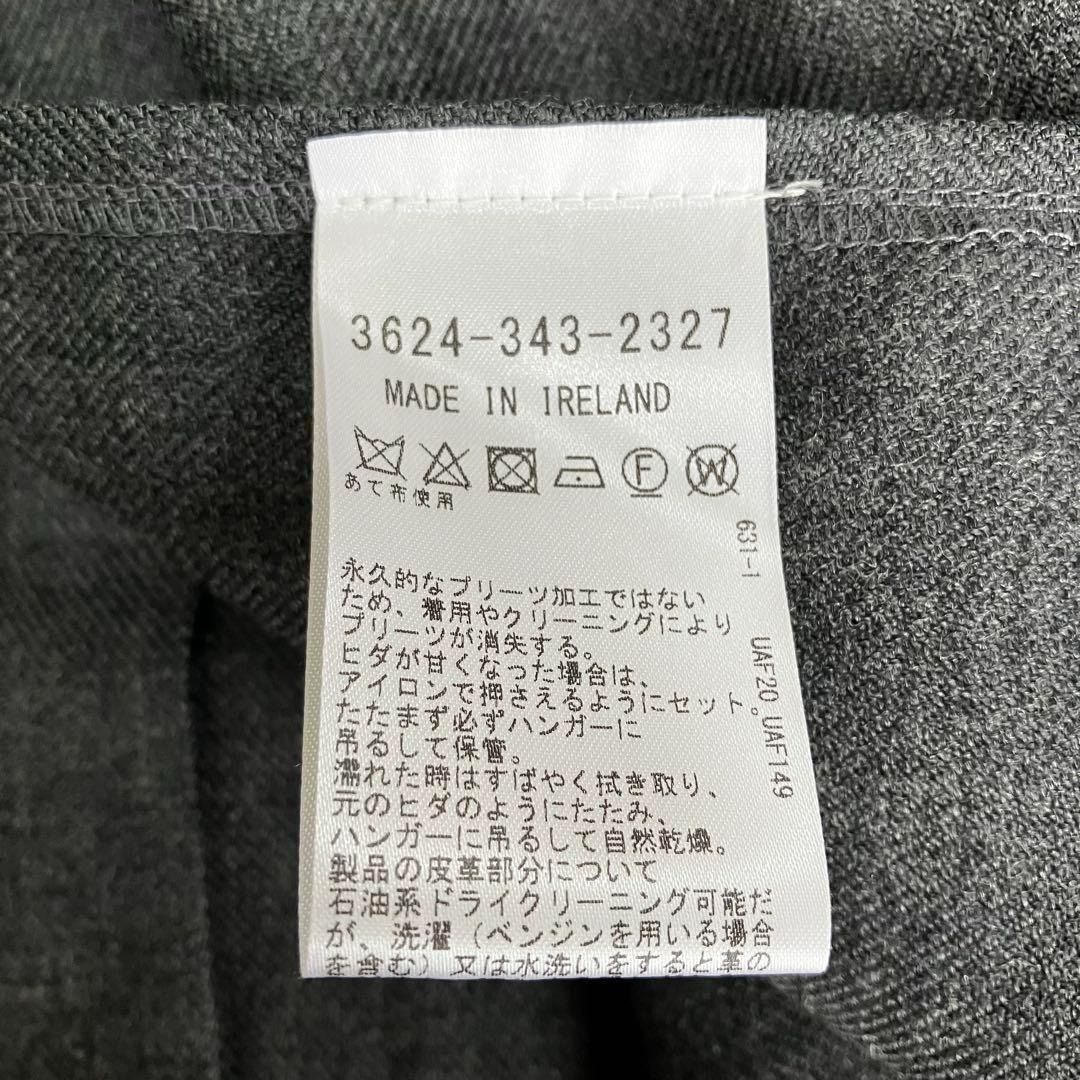 3624-343-2327
MADE IN IRELAND
F
W
あて布使用
631-1 UAF20 UAF149
永久的なプリーツ加工ではない
ため、着用やクリーニングにより
プリーツが消失する。
ヒダが甘くなった場合は、
アイロンで押さえるようにセット。
たたまず必ずハンガーに
吊るして保管。
濡れた時はすばやく拭き取り、
元のヒダのようにたたみ、
ハンガーに吊るして自然乾燥。
製品の皮革部分について
石油系ドライクリーニング可能だ
が、洗濯（ベンジンを用いる場合
を含む）又は水洗いをすると革の